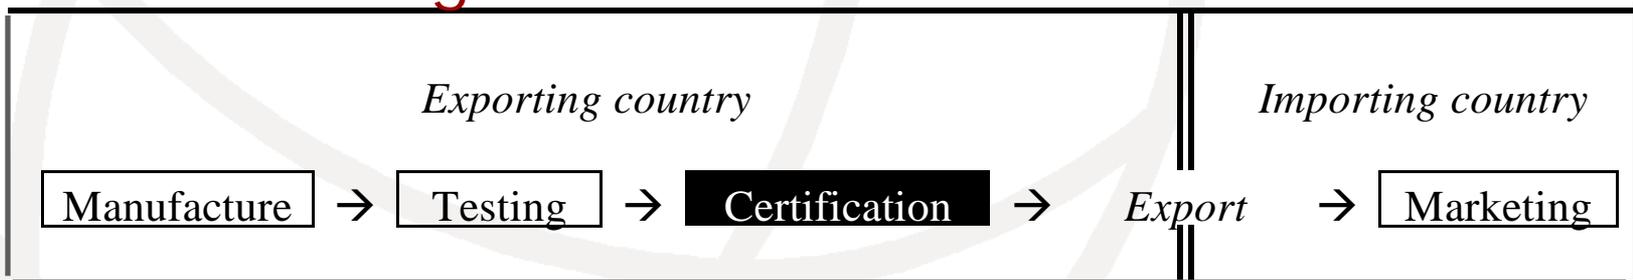 Exporting country Importing country
Manufacture → Testing → Certification → Export → Marketing